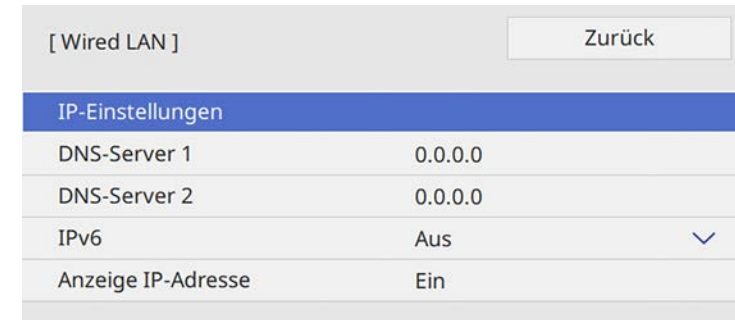 [ Wired LAN ]
Zurück
IP-Einstellungen
DNS-Server 1 0.0.0.0
DNS-Server 2 0.0.0.0
IPv6 Aus
Anzeige IP-Adresse Ein